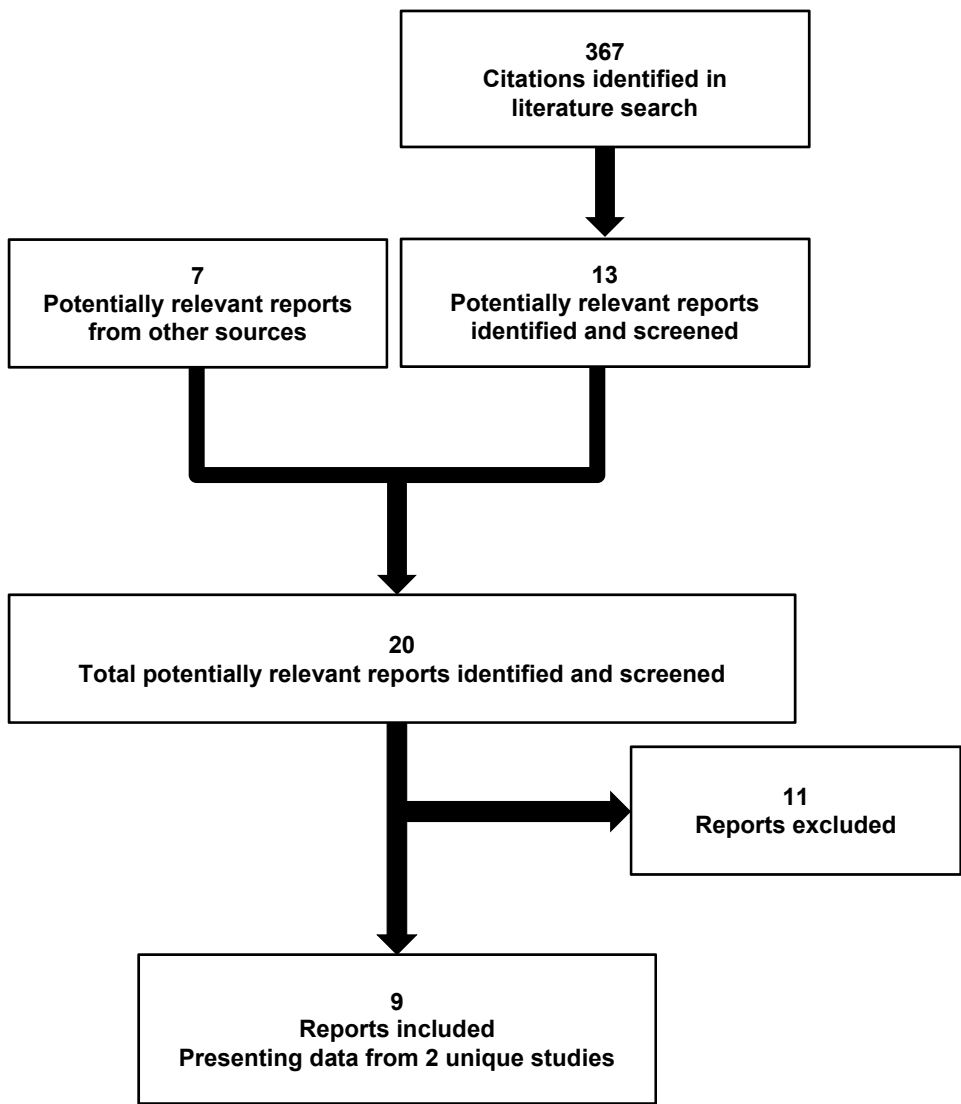 367
Citations identified in
literature search
7
Potentially relevant reports
from other sources
13
Potentially relevant reports
identified and screened
20
Total potentially relevant reports identified and screened
11
Reports excluded
9
Reports included
Presenting data from 2 unique studies